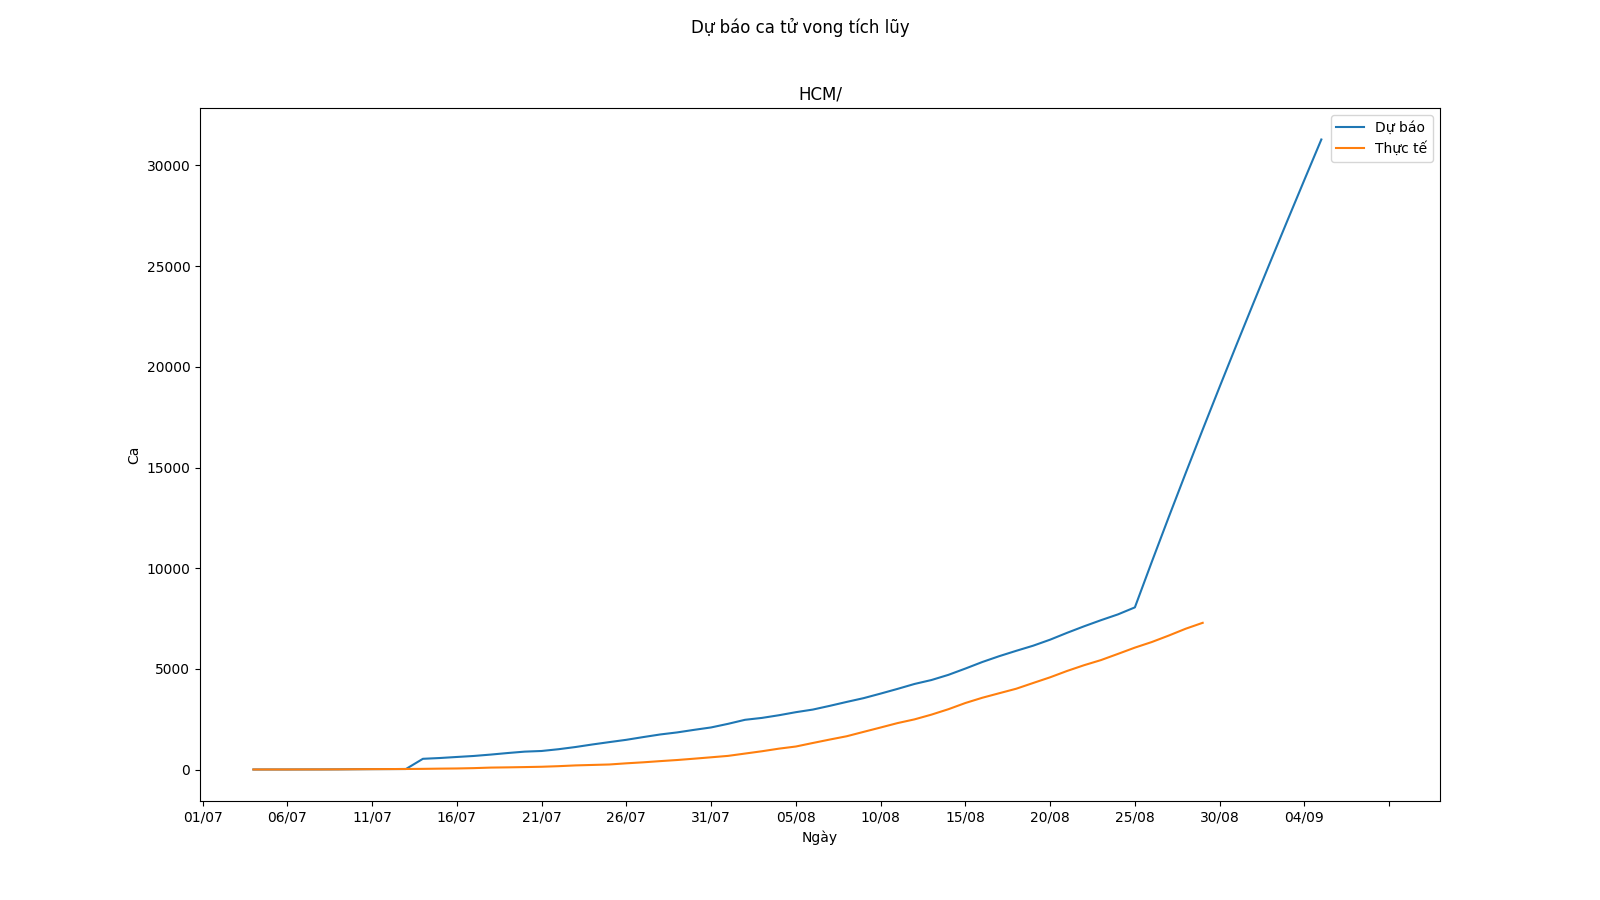 Dự báo ca tử vong tích lũy
HCM/
Dự báo
Thực tế
30000
25000
20000
15000
10000
5000
0
Ca
01/07 06/07 11/07 16/07 21/07 26/07 31/07 05/08 10/08 15/08 20/08 25/08 30/08 04/09
Ngày